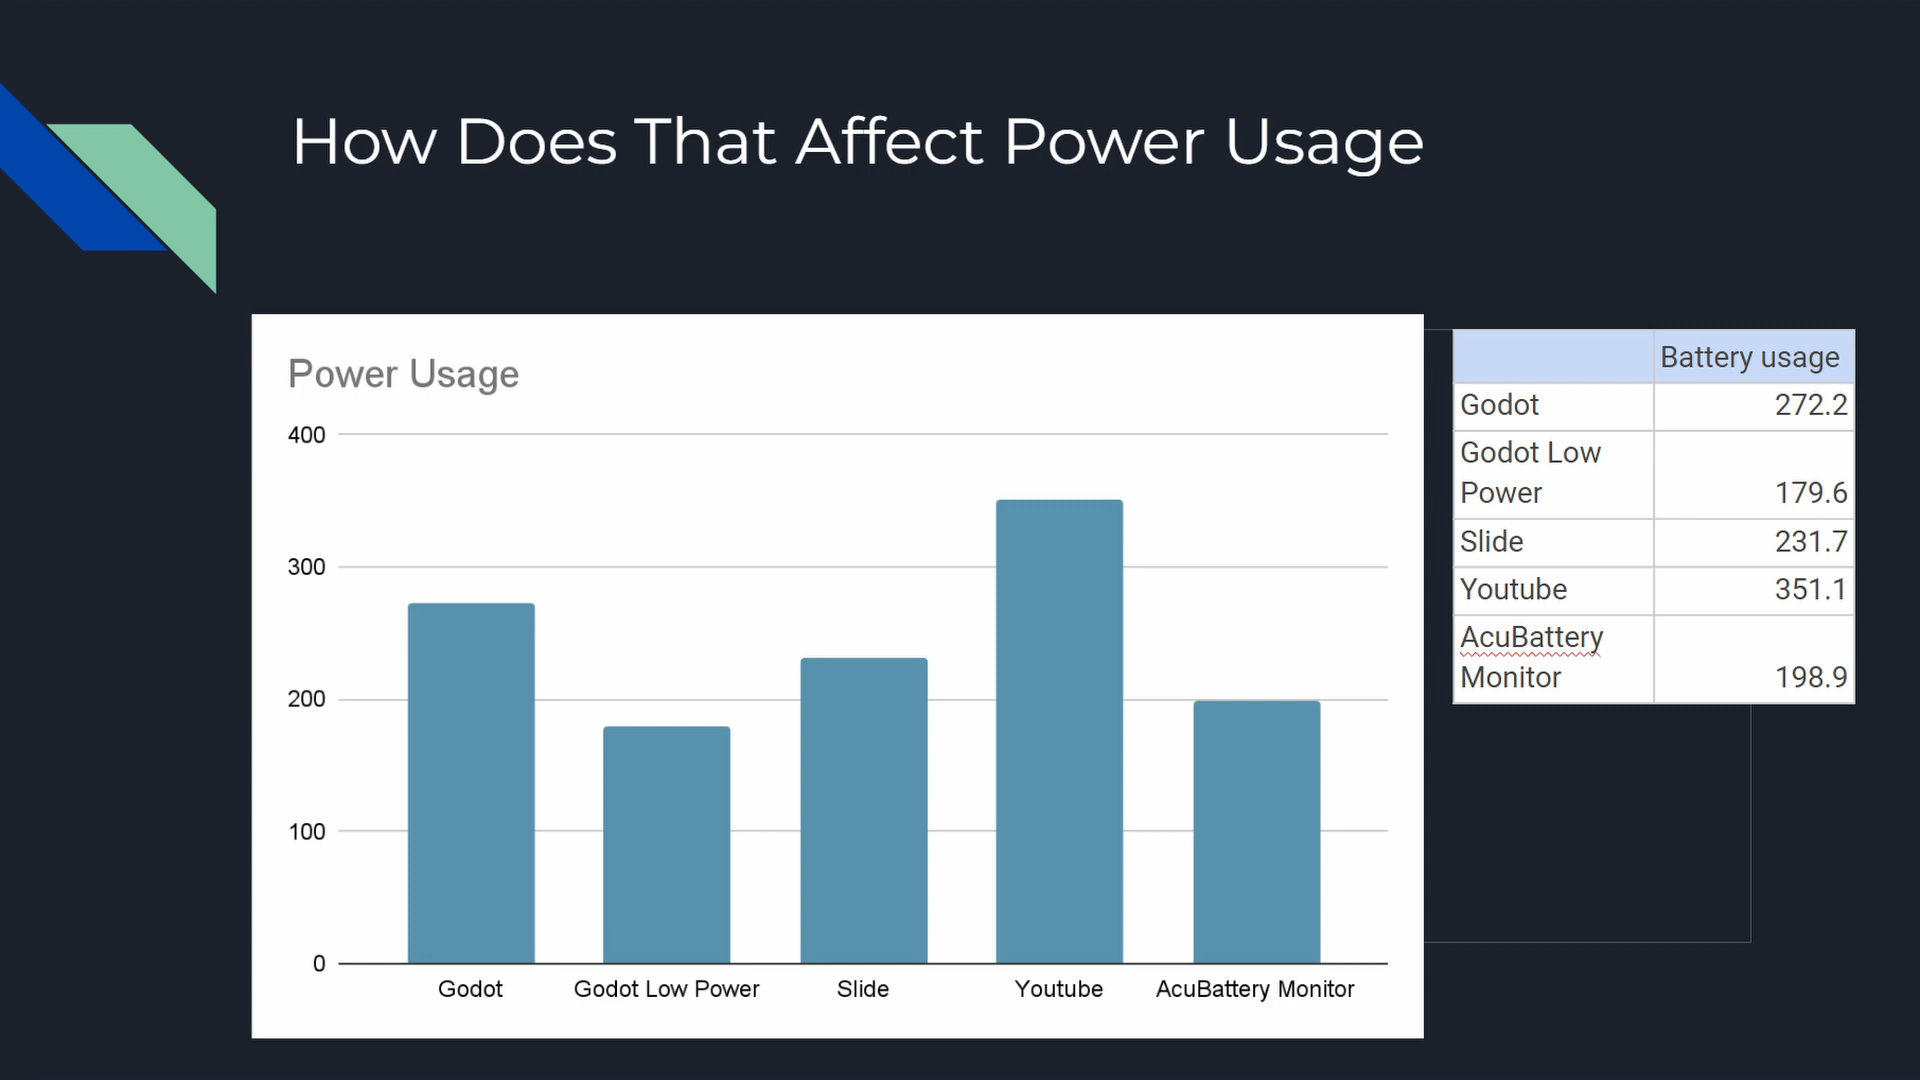 How Does That Affect Power Usage
Power Usage
400
300
200
100
0
Godot
Godot Low Power
Slide
Youtube
AcuBattery Monitor
Battery usage
Godot 272.2
Godot Low
Power 179.6
Slide 231.7
Youtube 351.1
AcuBattery
Monitor 198.9